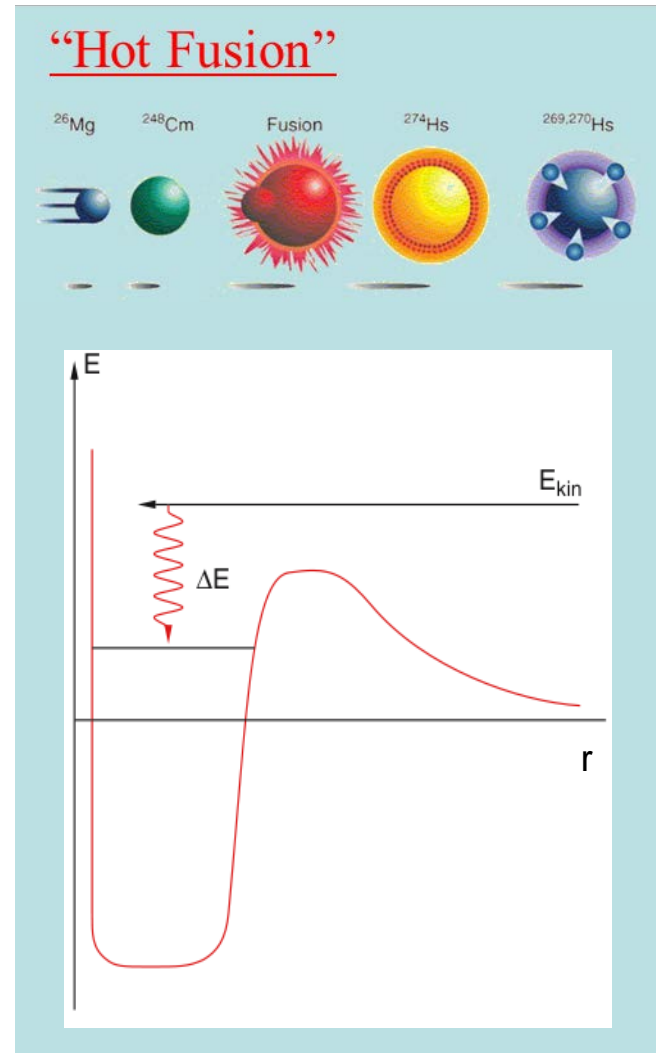 “Hot Fusion”
²⁶Mg ²⁴⁸Cm Fusion ²⁷⁴Hs ²⁶⁹,²⁷⁰Hs
E
Eₖᵢₙ
ΔE
r